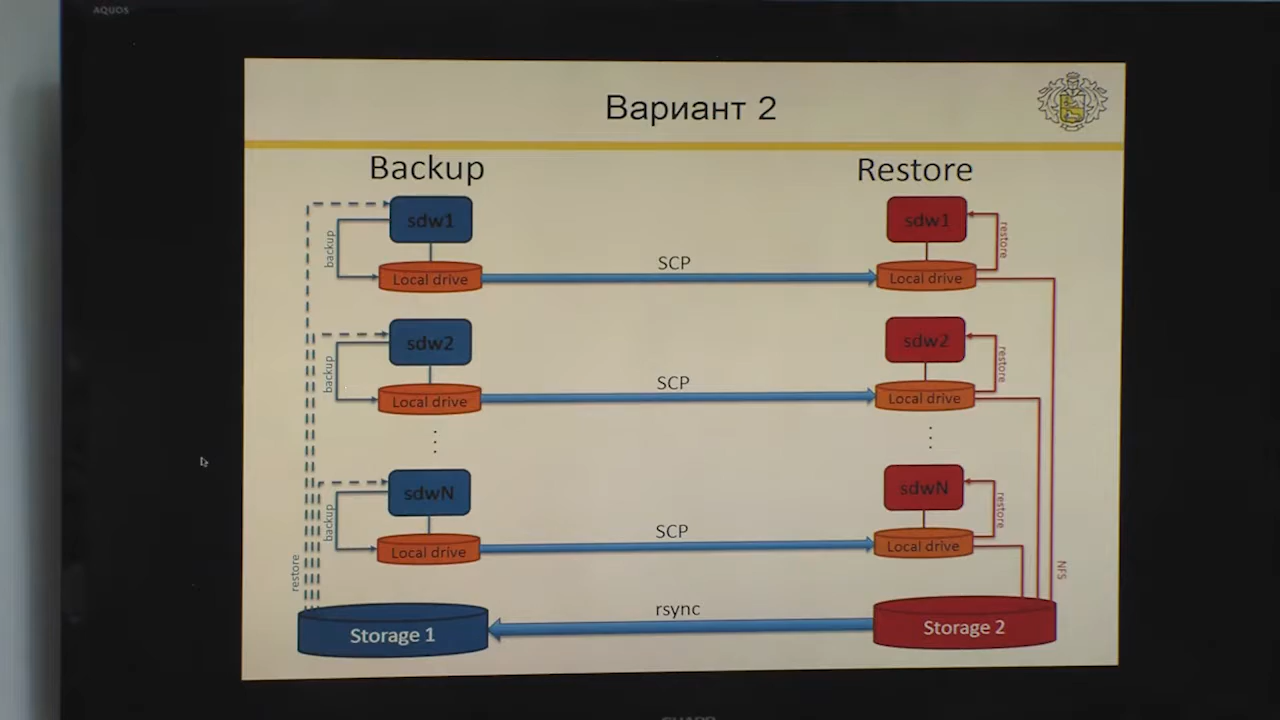 AQUOS
Вариант 2
Backup
Restore
sdw1
backup
Local drive
SCP
sdw1
restore
Local drive
sdw2
backup
Local drive
SCP
sdw2
restore
Local drive
sdwN
backup
Local drive
SCP
sdwN
restore
Local drive
restore
NFS
Storage 1
rsync
Storage 2